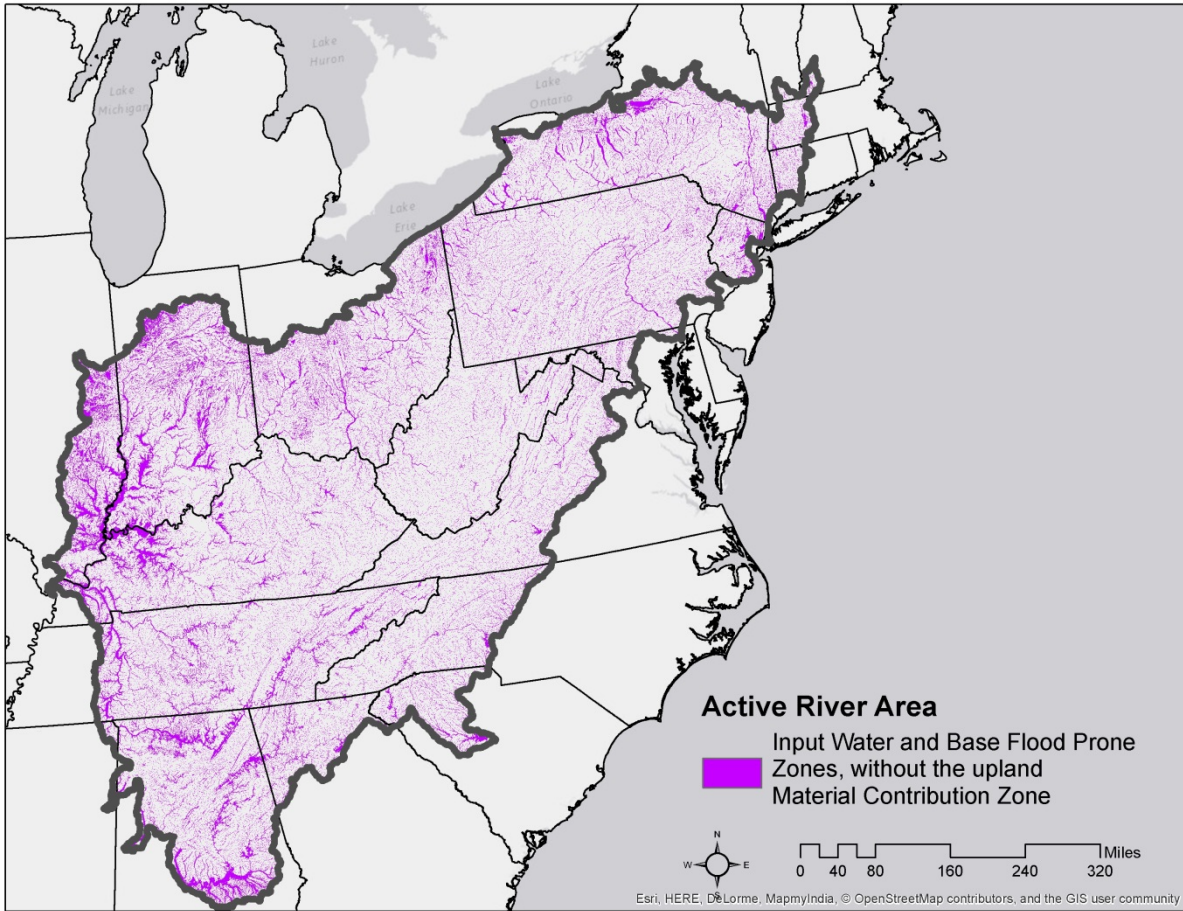 Lake
Huron
Lake
Michigan
Lake
Ontario
Lake
Erie
Active River Area
Input Water and Base Flood Prone
Zones, without the upland
Material Contribution Zone
N
W
E
S
Miles
0 40 80 160 240 320
Esri, HERE, DeLorme, MapmyIndia, © OpenStreetMap contributors, and the GIS user community